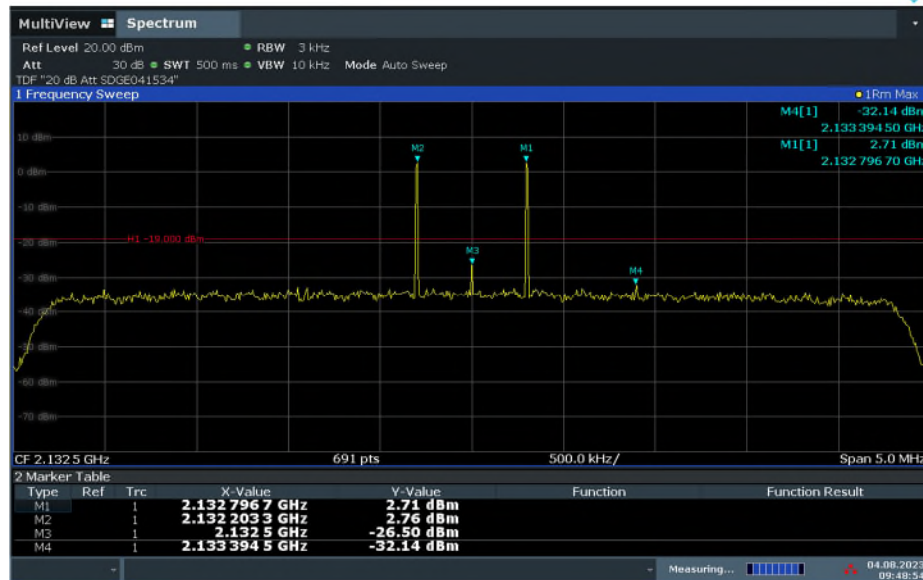 MultiView Spectrum
Ref Level 20.00 dBm RBW 3 kHz
Att 30 dB SWT 500 ms VBW 10 kHz Mode Auto Sweep
TDF "20 dB Att SDGE041534"
1 Frequency Sweep 1Rm Max
M4[1] -32.14 dBm
2.133 394 50 GHz
M1[1] 2.71 dBm
2.132 796 70 GHz
10 dBm
M2 M1
0 dBm
-10 dBm
-20 dBm H1 -19.000 dBm
M3
M4
-30 dBm
-40 dBm
-50 dBm
-60 dBm
-70 dBm
CF 2.1325 GHz 691 pts 500.0 kHz/ Span 5.0 MHz
2 Marker Table
Type Ref Trc X-Value Y-Value Function Function Result
M1 1 2.132 796 7 GHz 2.71 dBm
M2 1 2.132 203 3 GHz 2.76 dBm
M3 1 2.132 5 GHz -26.50 dBm
M4 1 2.133 394 5 GHz -32.14 dBm
Measuring... 04.08.202
09:48:54